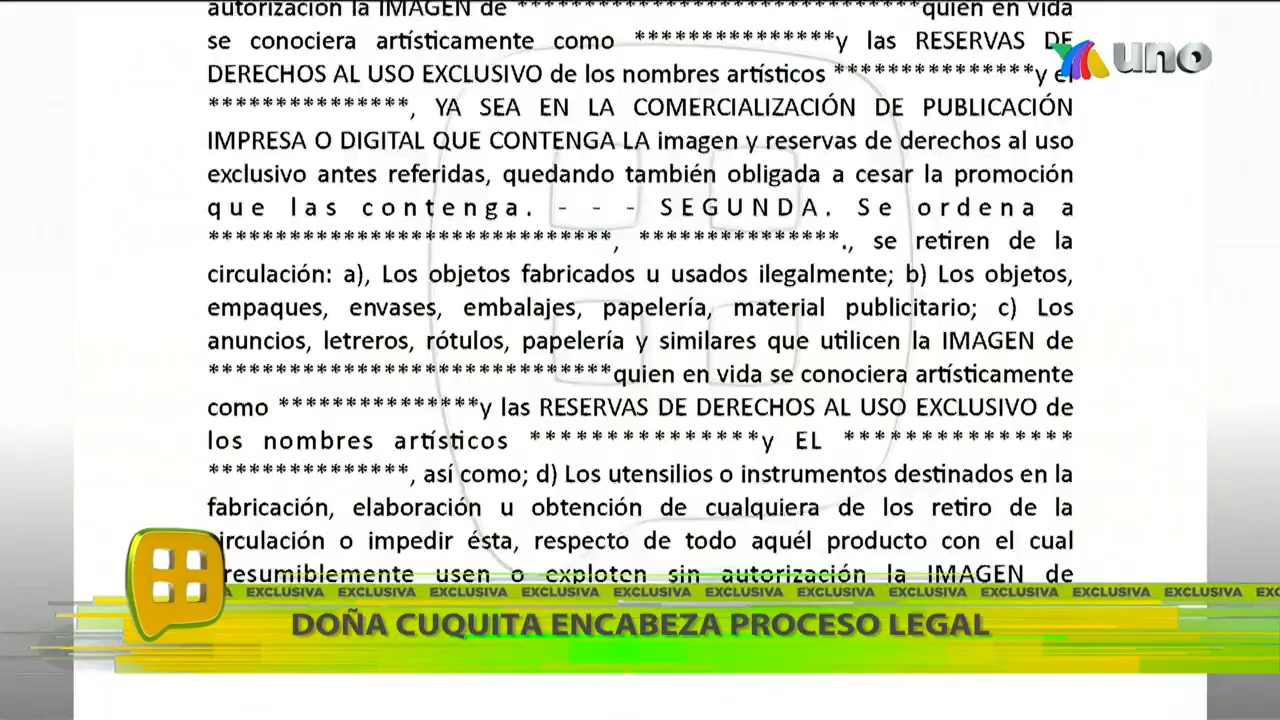 autorización la IMAGEN de ******************************quien en vida
se conociera artísticamente como ***************y las RESERVAS DE
DERECHOS AL USO EXCLUSIVO de los nombres artísticos ***************y el
***************, YA SEA EN LA COMERCIALIZACIÓN DE PUBLICACIÓN
IMPRESA O DIGITAL QUE CONTENGA LA imagen y reservas de derechos al uso
exclusivo antes referidas, quedando también obligada a cesar la promoción
que las contenga. - - - SEGUNDA. Se ordena a
******************************, ***************., se retiren de la
circulación: a), Los objetos fabricados u usados ilegalmente; b) Los objetos,
empaques, envases, embalajes, papelería, material publicitario; c) Los
anuncios, letreros, rótulos, papelería y similares que utilicen la IMAGEN de
******************************quien en vida se conociera artísticamente
como ***************y las RESERVAS DE DERECHOS AL USO EXCLUSIVO de
los nombres artísticos ***************y EL ***************
***************, así como; d) Los utensilios o instrumentos destinados en la
fabricación, elaboración u obtención de cualquiera de los retiro de la
circulación o impedir ésta, respecto de todo aquél producto con el cual
presumiblemente usen o exploten sin autorización la IMAGEN de
uno
EXCLUSIVA EXCLUSIVA EXCLUSIVA EXCLUSIVA EXCLUSIVA EXCLUSIVA EXCLUSIVA EXCLUSIVA EXCLUSIVA EXCLUSIVA EXCLUSIVA
DOÑA CUQUITA ENCABEZA PROCESO LEGAL